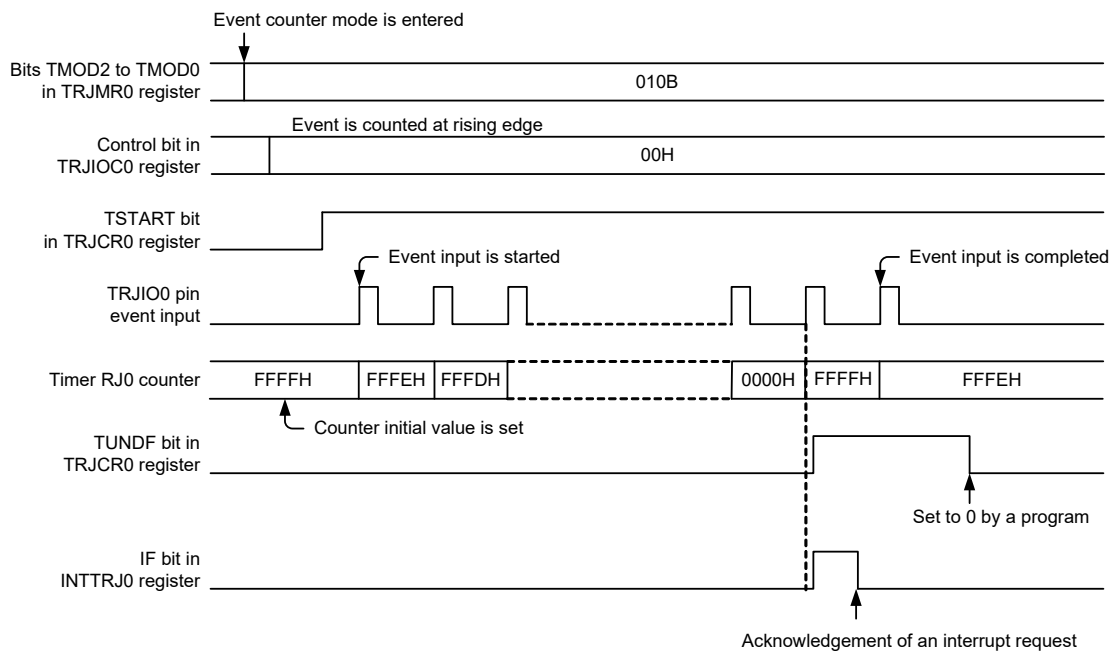 Event counter mode is entered
Bits TMOD2 to TMOD0
in TRJMR0 register
010B
Event is counted at rising edge
Control bit in
TRJIOC0 register
00H
TSTART bit
in TRJCR0 register
Event input is started
Event input is completed
TRJIO0 pin
event input
Timer RJ0 counter
FFFFH
FFFEH
FFFDH
0000H
FFFFH
FFFEH
Counter initial value is set
TUNDF bit in
TRJCR0 register
Set to 0 by a program
IF bit in
INTTRJ0 register
Acknowledgement of an interrupt request